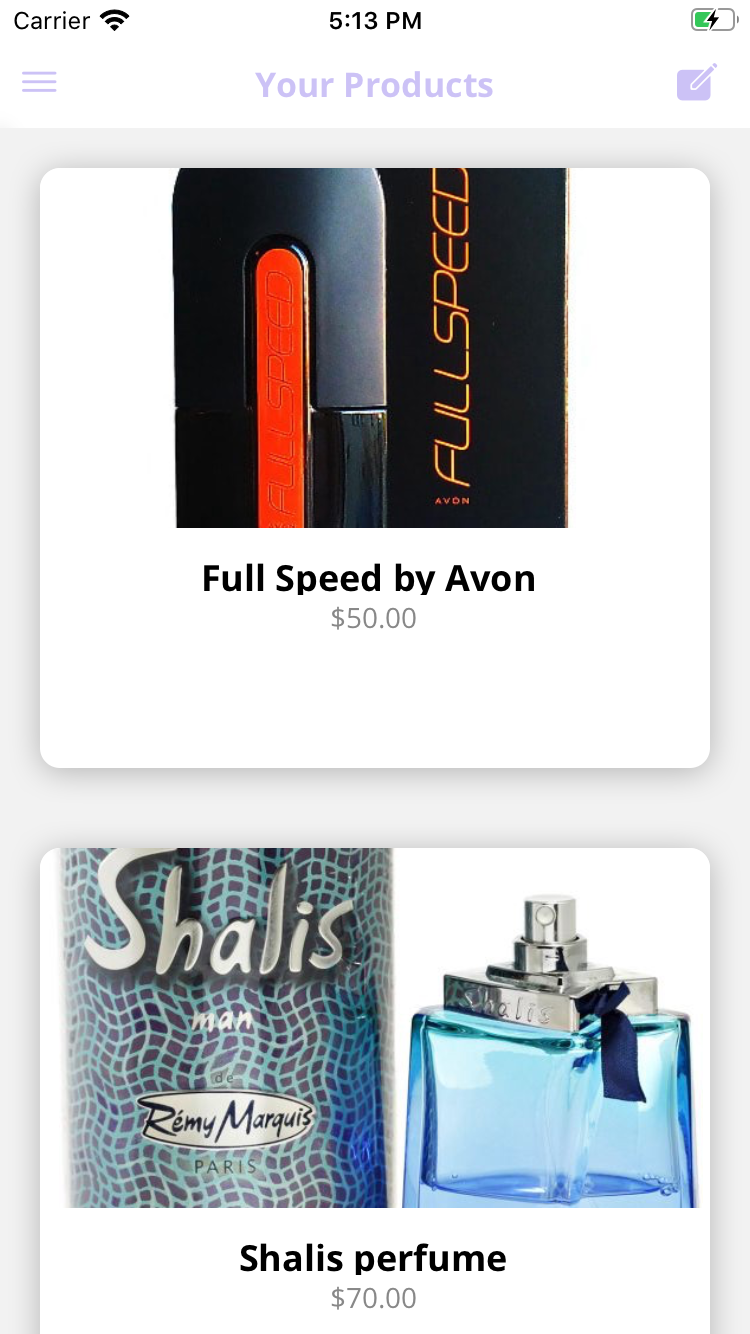 Carrier
5:13 PM
Your Products
FULLSPEED
FULLSPEED
AVON
Full Speed by Avon
$50.00
Shalis
man
de
Rémy Marquis
PARIS
Shalis
Shalis perfume
$70.00